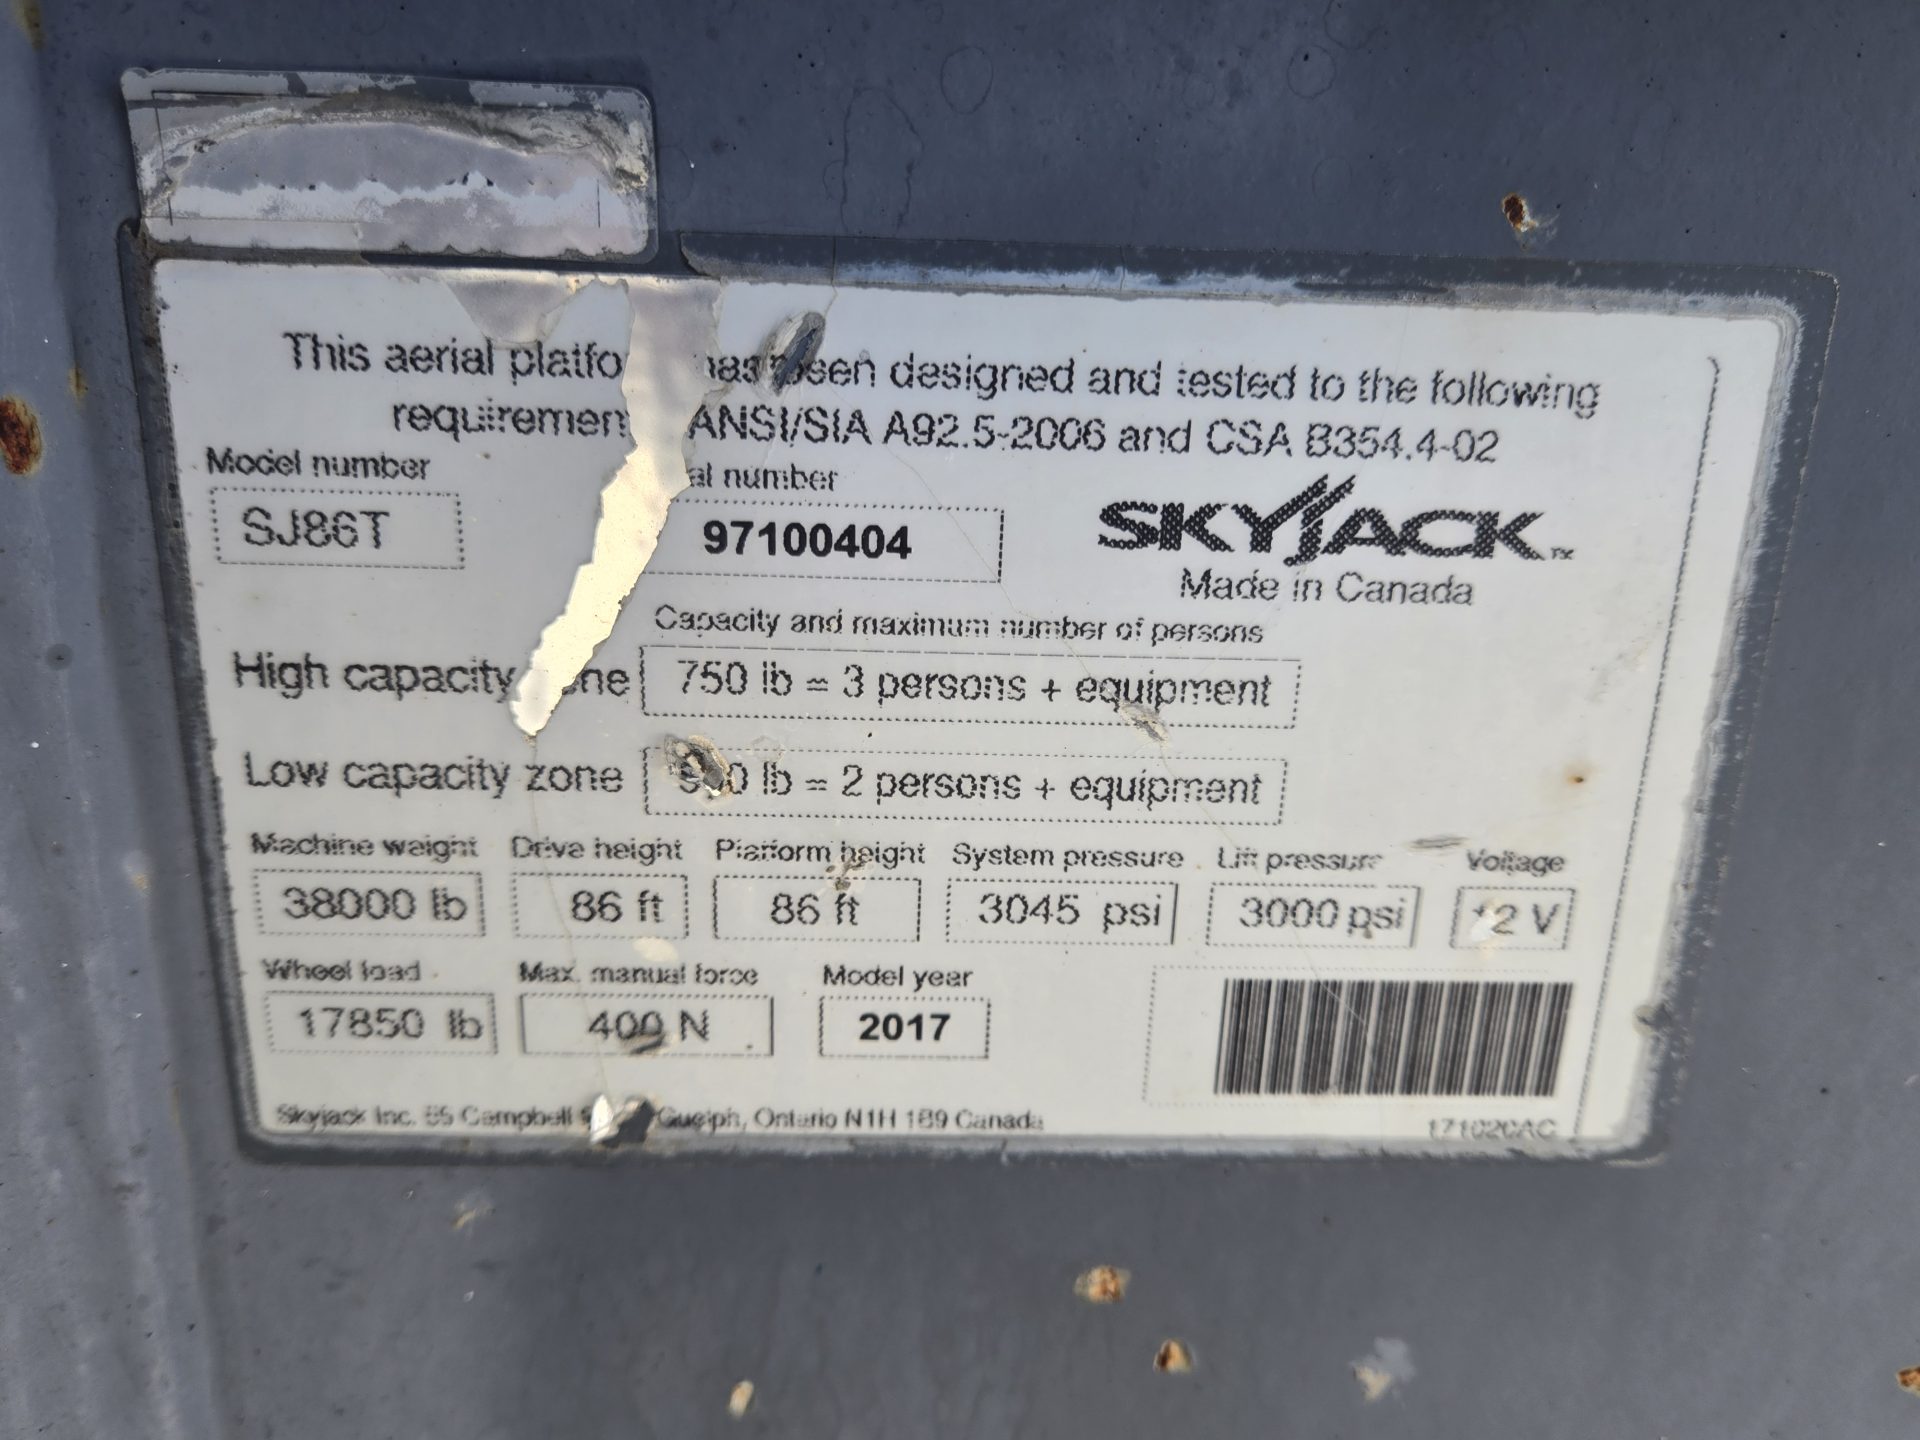 This aerial platfo has been designed and tested to the following
requiremen ANSI/SIA A92.5-2006 and CSA B354.4-02
Model number
al number
SJ86T
97100404
SKYJACK
Made in Canada
Capacity and maximum number of persons
High capacity one
750 lb = 3 persons + equipment
Low capacity zone
lb = 2 persons + equipment
Machine weight Drive height Platform height System pressure Lift pressure Voltage
38000 lb 86 ft 86 ft 3045 psi 3000 psi 2 V
Wheel load Max. manual force Model year
17850 lb 400 N 2017
Skyjack Inc. 55 Campbell Guelph, Ontario N1H 1B9 Canada
171020AC